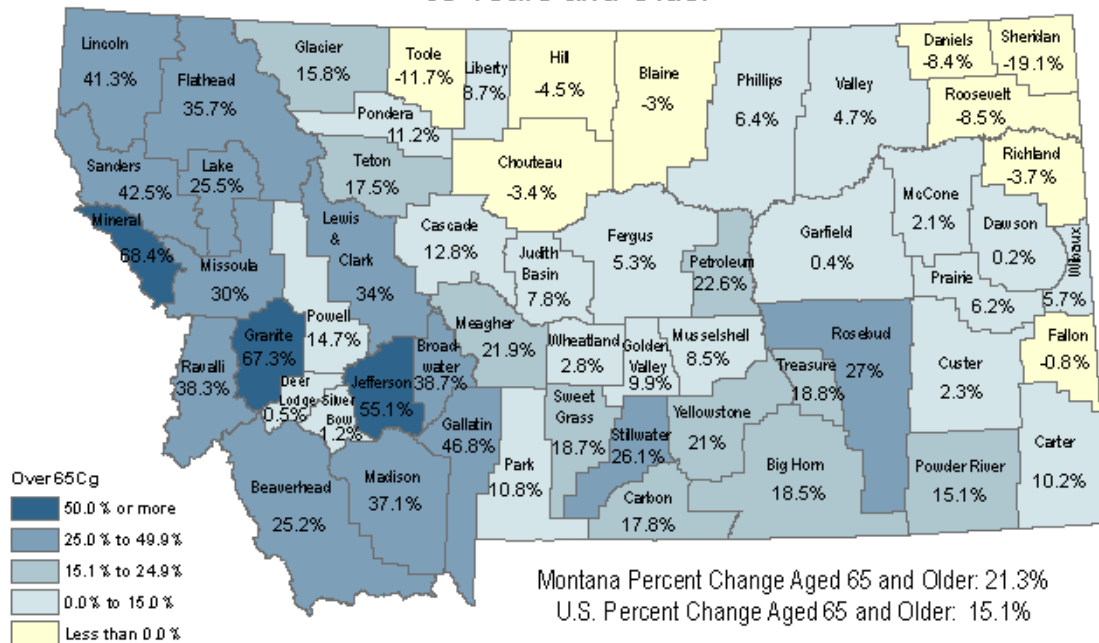 Lincoln
41.3%
Flathead
35.7%
Glacier
15.8%
Toole
-11.7%
Liberty
8.7%
Hill
-4.5%
Blaine
-3%
Phillips
6.4%
Valley
4.7%
Daniels
-8.4%
Sheridan
-19.1%
Roosevelt
-8.5%
Pondera
11.2%
Teton
17.5%
Chouteau
-3.4%
Richland
-3.7%
Sanders
42.5%
Lake
25.5%
Mineral
68.4%
Missoula
30%
Lewis
&
Clark
34%
Cascade
12.8%
Judith
Basin
7.8%
Fergus
5.3%
Petroleum
22.6%
Garfield
0.4%
McCone
2.1%
Dawson
0.2%
Wibaux
5.7%
Prairie
6.2%
Powell
14.7%
Granite
67.3%
Ravalli
38.3%
Deer
Lodge
0.5%
Silver
Bow
1.2%
Jefferson
55.1%
Broad-
water
38.7%
Meagher
21.9%
Wheatland
2.8%
Golden
Valley
9.9%
Musselshell
8.5%
Rosebud
27%
Treasure
18.8%
Custer
2.3%
Fallon
-0.8%
Gallatin
46.8%
Park
10.8%
Sweet
Grass
18.7%
Stillwater
26.1%
Yellowstone
21%
Big Horn
18.5%
Carbon
17.8%
Powder River
15.1%
Carter
10.2%
Beaverhead
25.2%
Madison
37.1%
Over65Cg
50.0% or more
25.0% to 49.9%
15.1% to 24.9%
0.0% to 15.0%
Less than 0.0%
Montana Percent Change Aged 65 and Older: 21.3%
U.S. Percent Change Aged 65 and Older: 15.1%